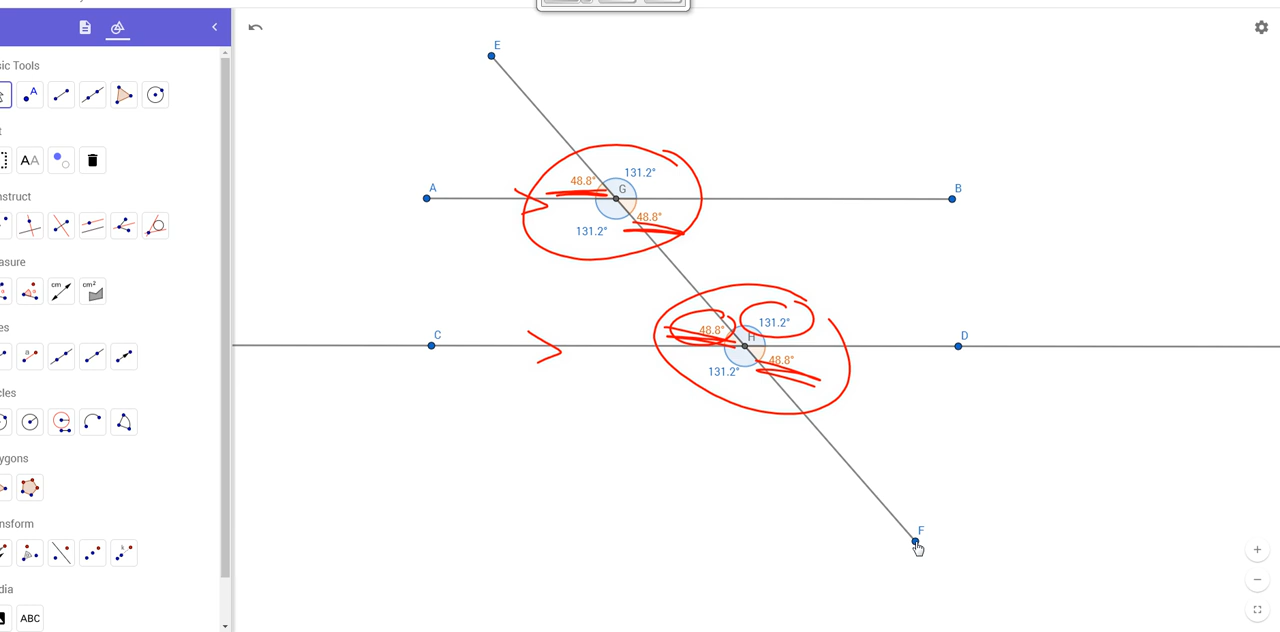 sic Tools
A
t
AA
nstruct
easure
cm
cm²
es
a
cles
ygons
nsform
dia
ABC
E
A
B
G
131.2°
48.8°
48.8°
131.2°
C
D
H
48.8°
131.2°
131.2°
48.8°
F